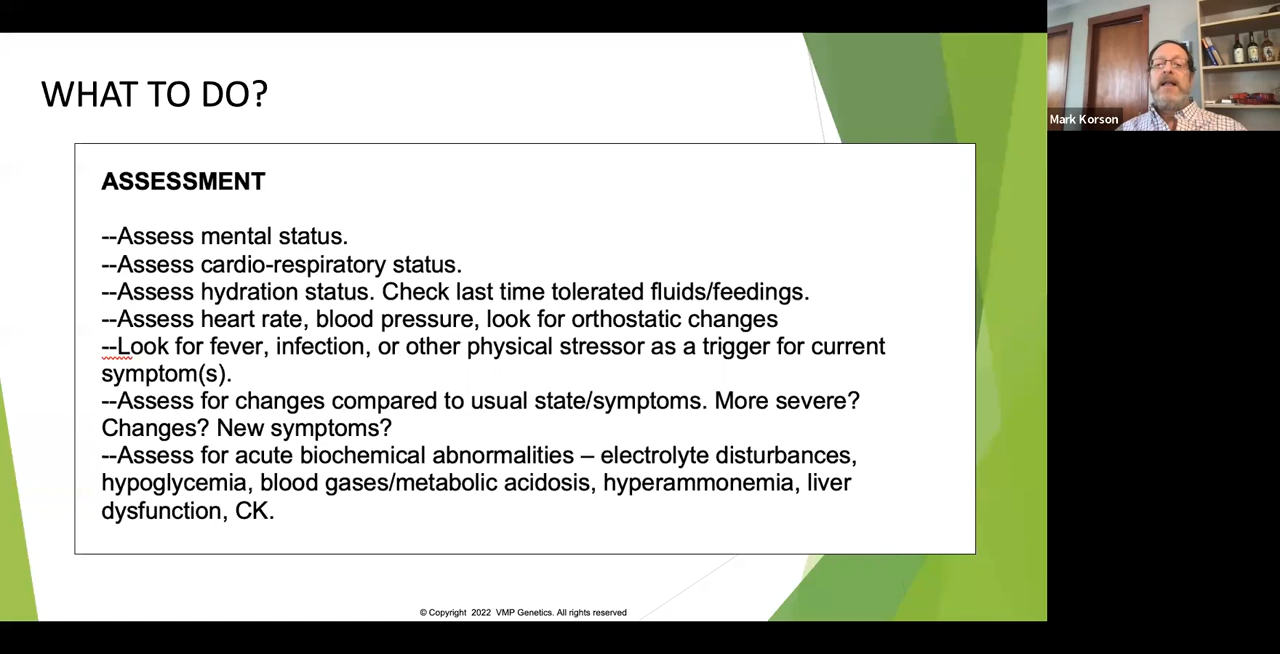 WHAT TO DO?
ASSESSMENT
--Assess mental status.
--Assess cardio-respiratory status.
--Assess hydration status. Check last time tolerated fluids/feedings.
--Assess heart rate, blood pressure, look for orthostatic changes
--Look for fever, infection, or other physical stressor as a trigger for current
symptom(s).
--Assess for changes compared to usual state/symptoms. More severe?
Changes? New symptoms?
--Assess for acute biochemical abnormalities – electrolyte disturbances,
hypoglycemia, blood gases/metabolic acidosis, hyperammonemia, liver
dysfunction, CK.
© Copyright 2022 VMP Genetics. All rights reserved
Mark Korson